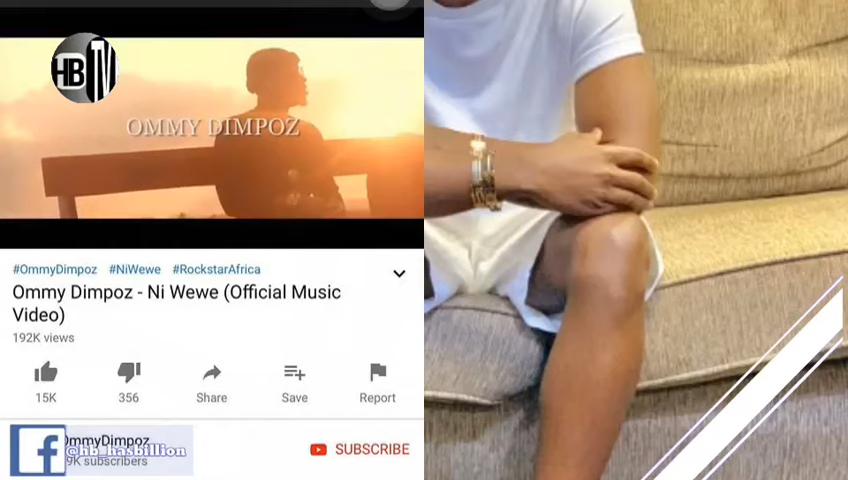 HB TV
OMMY DIMPOZ
#OmmyDimpoz #NiWewe #RockstarAfrica
Ommy Dimpoz - Ni Wewe (Official Music
Video)
192K views
15K 356 Share Save Report
OmmyDimpoz
@hb_hasbillion
9K subscribers
SUBSCRIBE